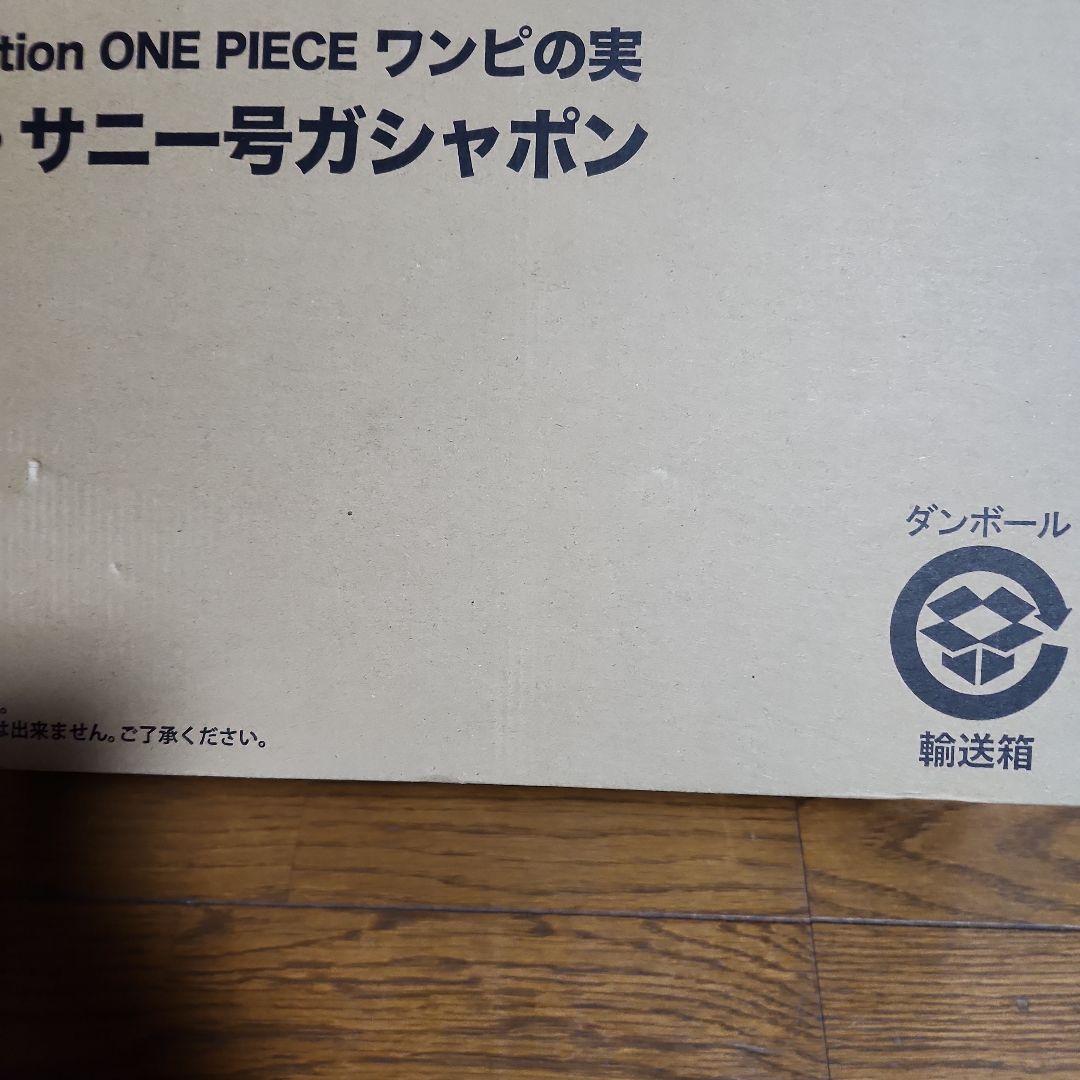 tion ONE PIECE ワンピの実
・サニー号ガシャポン
ダンボール
輸送箱
。
は出来ません。ご了承ください。